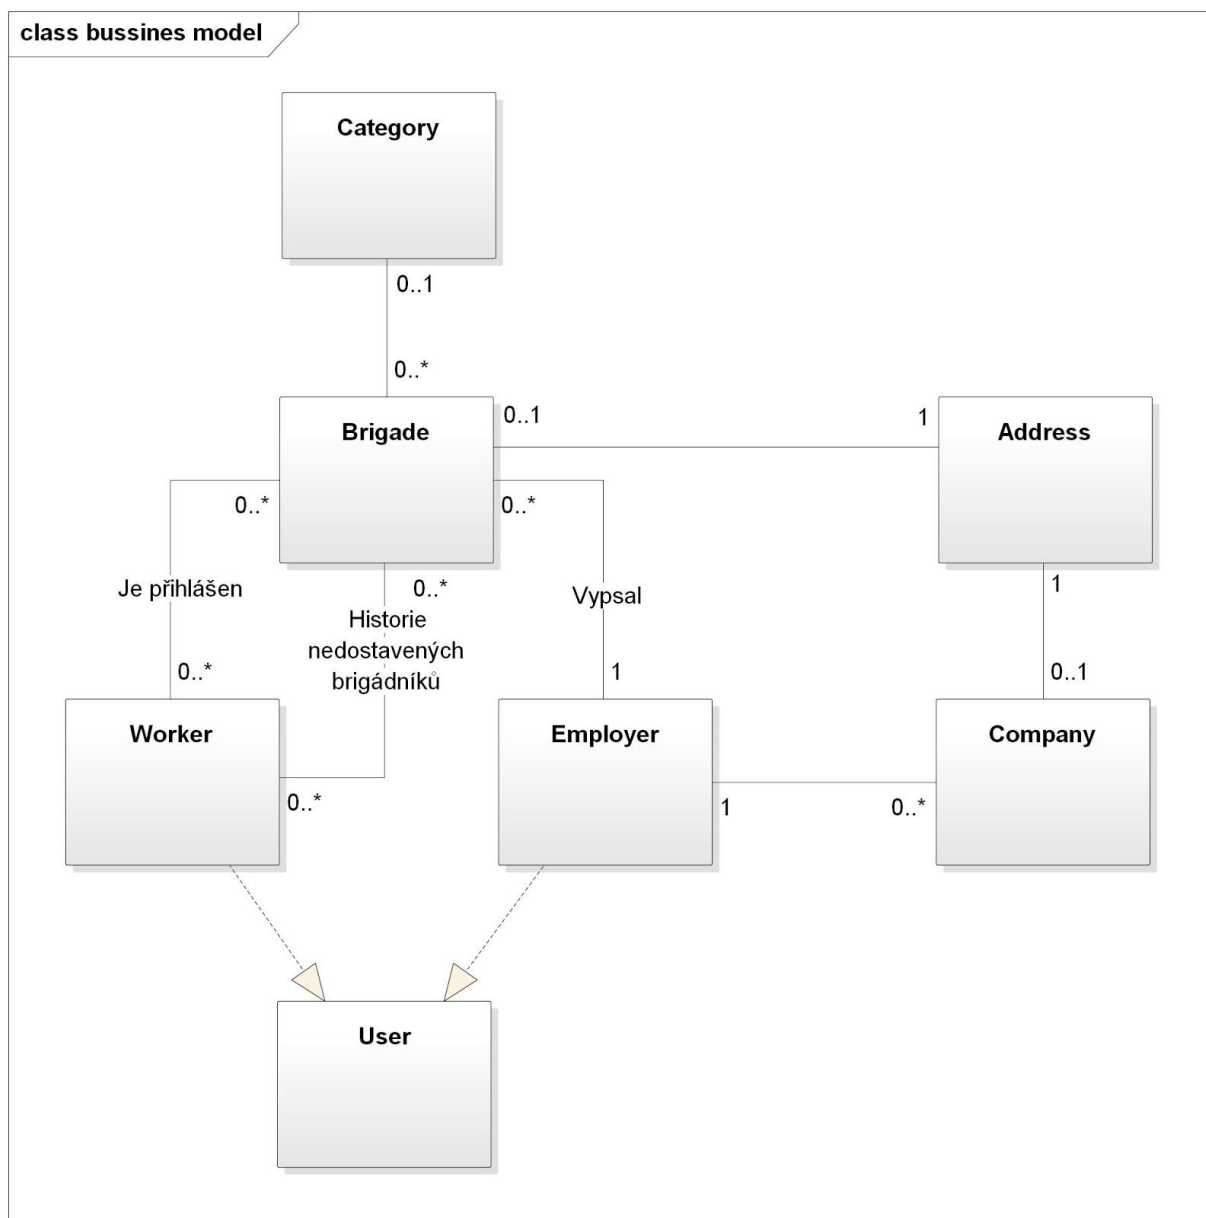 class bussines model
Category
0..1
0..*
Brigade
0..1
1
Address
0..*
0..*
0..*
1
Je přihlášen
Vypsal
Historie
nedostavených
brigádníků
0..*
1
0..1
Worker
Employer
Company
0..*
1
0..*
User